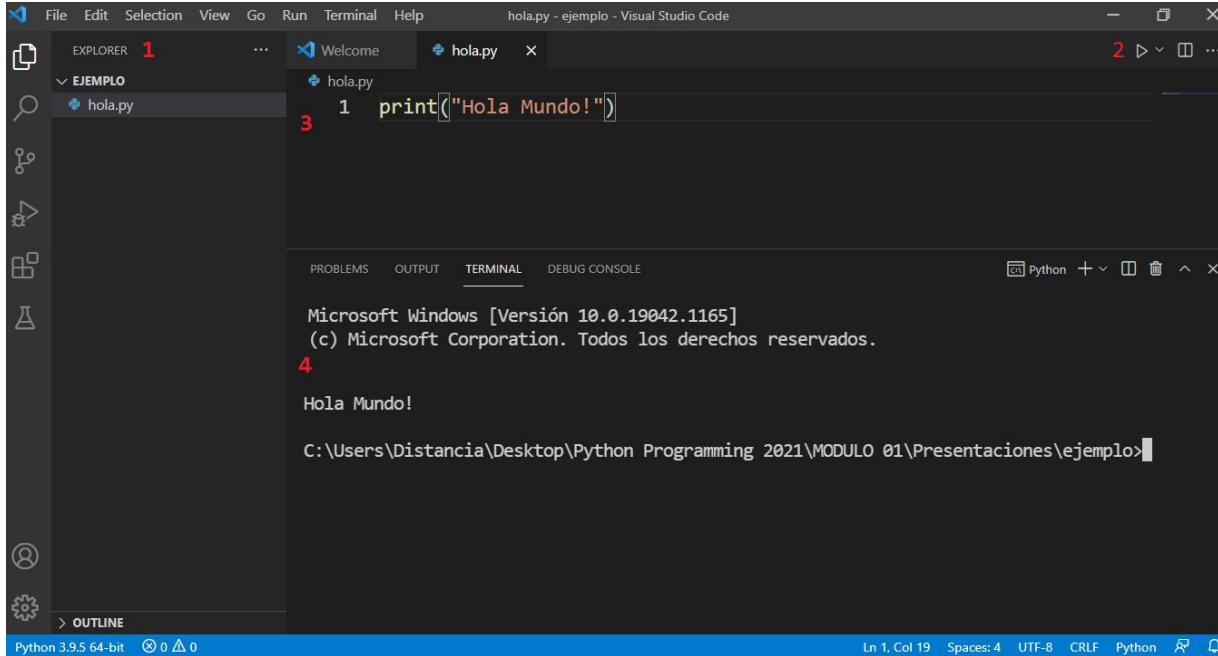 File Edit Selection View Go Run Terminal Help hola.py - ejemplo - Visual Studio Code
EXPLORER 1 ...
Welcome hola.py 2
EJEMPLO
hola.py
hola.py
1 print("Hola Mundo!")
3
PROBLEMS OUTPUT TERMINAL DEBUG CONSOLE Python
Microsoft Windows [Versión 10.0.19042.1165]
(c) Microsoft Corporation. Todos los derechos reservados.
4
Hola Mundo!
C:\Users\Distancia\Desktop\Python Programming 2021\MODULO 01\Presentaciones\ejemplo>
OUTLINE
Python 3.9.5 64-bit 0 0 Ln 1, Col 19 Spaces: 4 UTF-8 CRLF Python